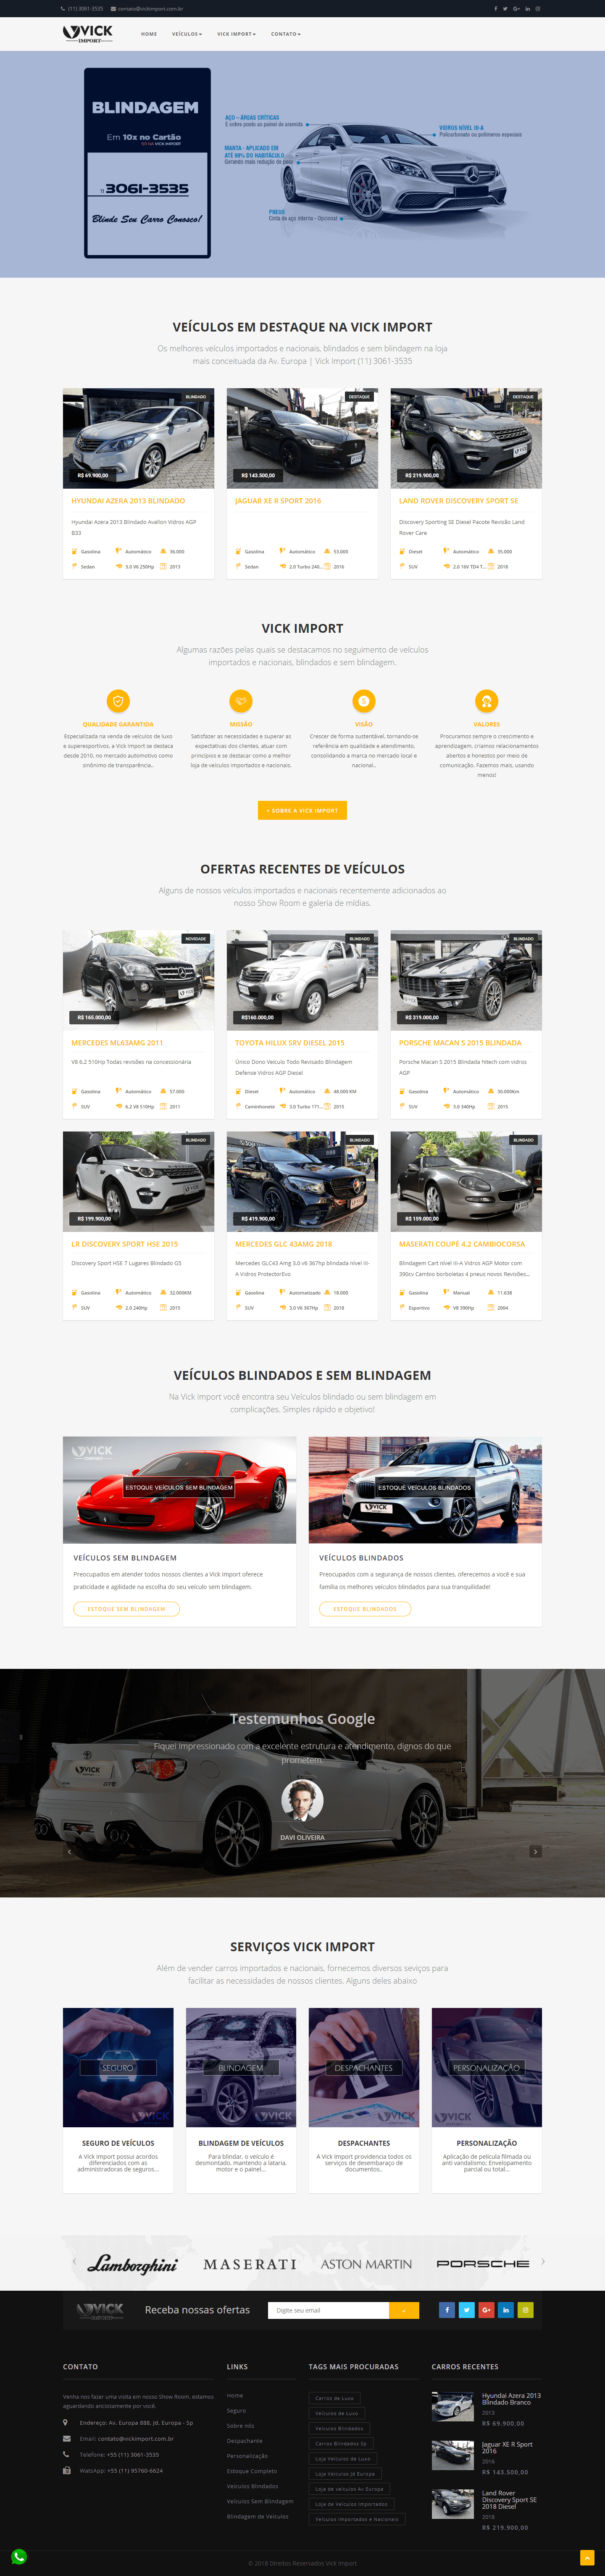 (11) 3061-3535 contato@vickimport.com.br
VICK
IMPORT
HOME VEÍCULOS VICK IMPORT CONTATO
BLINDAGEM
Em 10x no Cartão
SÓ NA VICK IMPORT
11 3061-3535
Blinde Seu Carro Conosco!
AÇO - ÁREAS CRÍTICAS
E sobre posto ao painel de aramida
MANTA - APLICADO EM
ATÉ 90% DO HABITÁCULO
Gerando mais redução de peso
VIDROS NÍVEL III-A
Policarbonato ou polímeros especiais
PNEUS
Cinta de aço interna - Opcional
VEÍCULOS EM DESTAQUE NA VICK IMPORT
Os melhores veículos importados e nacionais, blindados e sem blindagem na loja
mais conceituada da Av. Europa | Vick Import (11) 3061-3535
BLINDADO
R$ 69.900,00
HYUNDAI AZERA 2013 BLINDADO
Hyundai Azera 2013 Blindado Avallon Vidros AGP
B33
Gasolina Automático 36.000
Sedan 3.0 V6 250Hp 2013
DESTAQUE
R$ 143.500,00
JAGUAR XE R SPORT 2016
Gasolina Automático 53.000
Sedan 2.0 Turbo 240... 2016
DESTAQUE
R$ 219.900,00
LAND ROVER DISCOVERY SPORT SE
Discovery Sporting SE Diesel Pacote Revisão Land
Rover Care
Diesel Automático 35.000
SUV 2.0 16V TD4 T... 2018
VICK IMPORT
Algumas razões pelas quais se destacamos no seguimento de veículos
importados e nacionais, blindados e sem blindagem.
QUALIDADE GARANTIDA
Especializada na venda de veículos de luxo
e superesportivos, a Vick import se destaca
desde 2010, no mercado automotivo como
sinônimo de transparência..
MISSÃO
Satisfazer as necessidades e superar as
expectativas dos clientes, atuar com
princípios e se destacar como a melhor
loja de veículos importados e nacionais.
VISÃO
Crescer de forma sustentável, tornando-se
referência em qualidade e atendimento,
consolidando a marca no mercado local e
nacional..
VALORES
Procuramos sempre o crescimento e
aprendizagem, criamos relacionamentos
abertos e honestos por meio de
comunicação. Fazemos mais, usando
menos!
+ SOBRE A VICK IMPORT
OFERTAS RECENTES DE VEÍCULOS
Alguns de nossos veículos importados e nacionais recentemente adicionados ao
nosso Show Room e galeria de mídias.
NOVIDADE
R$ 165.000,00
MERCEDES ML63AMG 2011
V8 6.2 510Hp Todas revisões na concessionária
Gasolina Automático 57.000
SUV 6.2 V8 510Hp 2011
BLINDADO
R$160.000,00
TOYOTA HILUX SRV DIESEL 2015
Único Dono Veículo Todo Revisado Blindagem
Defense Vidros AGP Diesel
Diesel Automático 48.000 KM
Caminhonete 3.0 Turbo 171... 2015
BLINDADO
R$ 319.000,00
PORSCHE MACAN S 2015 BLINDADA
Porsche Macan S 2015 Blindada hitech com vidros
AGP
Gasolina Automático 30.000Km
SUV 3.0 340Hp 2015
BLINDADO
R$ 199.900,00
LR DISCOVERY SPORT HSE 2015
Discovery Sport HSE 7 Lugares Blindado G5
Gasolina Automático 32.000KM
SUV 2.0 240Hp 2015
BLINDADO
R$ 419.900,00
MERCEDES GLC 43AMG 2018
Mercedes GLC43 Amg 3.0 v6 367hp blindada nível III-
A Vidros ProtectorEvo
Gasolina Automatizado 18.000
SUV 3.0 V6 367Hp 2018
BLINDADO
R$ 159.000,00
MASERATI COUPÉ 4.2 CAMBIOCORSA
Blindagem Cart nível III-A Vidros AGP Motor com
390cv Cambio borboletas 4 pneus novos Revisões...
Gasolina Manual 11.638
Esportivo V8 390Hp 2004
VEÍCULOS BLINDADOS E SEM BLINDAGEM
Na Vick import você encontra seu Veículos blindado ou sem blindagem em
complicações. Simples rápido e objetivo!
VICK
ESTOQUE VEÍCULOS SEM BLINDAGEM
VEÍCULOS SEM BLINDAGEM
Preocupados em atender todos nossos clientes a Vick Import oferece
praticidade e agilidade na escolha do seu veículo sem blindagem.
ESTOQUE SEM BLINDAGEM
ESTOQUE VEÍCULOS BLINDADOS
VICK
VEÍCULOS BLINDADOS
Preocupados com a segurança de nossos clientes, oferecemos a você e sua
família os melhores veículos blindados para sua tranquilidade!
ESTOQUE BLINDADOS
Testemunhos Google
Fiquei impressionado com a excelente estrutura e atendimento, dignos do que
prometem.
VICK
DAVI OLIVEIRA
SERVIÇOS VICK IMPORT
Além de vender carros importados e nacionais, fornecemos diversos seviços para
facilitar as necessidades de nossos clientes. Alguns deles abaixo
SEGURO
VICK
SEGURO DE VEÍCULOS
A Vick Import possui acordos
diferenciados com as
administradoras de seguros...
BLINDAGEM
VICK
BLINDAGEM DE VEÍCULOS
Para blindar, o veículo é
desmontado, mantendo a lataria,
motor e o painel...
DESPACHANTES
VICK
DESPACHANTES
A Vick Import providencia todos os
serviços de desembaraço de
documentos..
PERSONALIZAÇÃO
VICK
PERSONALIZAÇÃO
Aplicação de película filmada ou
anti vandalismo; Envelopamento
parcial ou total...
Lamborghini MASERATI ASTON MARTIN PORSCHE
VICK
Receba nossas ofertas
Digite seu email
CONTATO
Venha nos fazer uma visita em nosso Show Room, estamos
aguardando ansiosamente por você.
Endereço: Av. Europa 888, Jd. Europa - Sp
Email: contato@vickimport.com.br
Telefone: +55 (11) 3061-3535
WatsApp: +55 (11) 95760-6624
LINKS
Home
Seguro
Sobre nós
Despachante
Personalização
Estoque Completo
Veículos Blindados
Veículos Sem Blindagem
Blindagem de Veículos
TAGS MAIS PROCURADAS
Carros de Luxo
Veículos de Luxo
Veículos Blindados
Carros Blindados Sp
Loja Veículos de Luxo
Loja Veículos Jd Europa
Loja de veículos Av Europa
Loja de Veículos Importados
Veículos Importados e Nacionais
CARROS RECENTES
Hyundai Azera 2013
Blindado Branco
2013
R$ 69.900,00
Jaguar XE R Sport
2016
2016
R$ 143.500,00
Land Rover
Discovery Sport SE
2018 Diesel
2018
R$ 219.900,00
© 2018 Direitos Reservados Vick Import